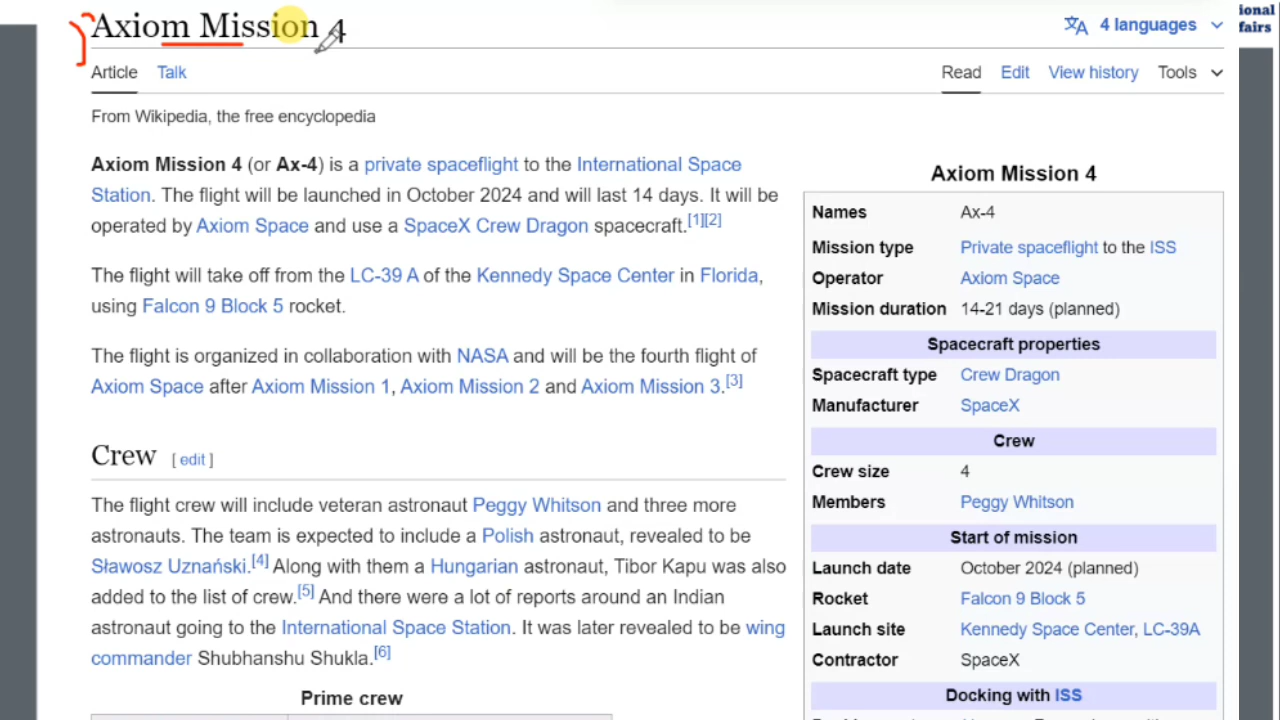 Axiom Mission 4
4 languages
ional
fairs
Article Talk
Read Edit View history Tools
From Wikipedia, the free encyclopedia
Axiom Mission 4 (or Ax-4) is a private spaceflight to the International Space
Station. The flight will be launched in October 2024 and will last 14 days. It will be
operated by Axiom Space and use a SpaceX Crew Dragon spacecraft.[1][2]
The flight will take off from the LC-39 A of the Kennedy Space Center in Florida,
using Falcon 9 Block 5 rocket.
The flight is organized in collaboration with NASA and will be the fourth flight of
Axiom Space after Axiom Mission 1, Axiom Mission 2 and Axiom Mission 3.[3]
Crew [ edit ]
The flight crew will include veteran astronaut Peggy Whitson and three more
astronauts. The team is expected to include a Polish astronaut, revealed to be
Sławosz Uznański.[4] Along with them a Hungarian astronaut, Tibor Kapu was also
added to the list of crew.[5] And there were a lot of reports around an Indian
astronaut going to the International Space Station. It was later revealed to be wing
commander Shubhanshu Shukla.[6]
Prime crew
Axiom Mission 4
Names Ax-4
Mission type Private spaceflight to the ISS
Operator Axiom Space
Mission duration 14-21 days (planned)
Spacecraft properties
Spacecraft type Crew Dragon
Manufacturer SpaceX
Crew
Crew size 4
Members Peggy Whitson
Start of mission
Launch date October 2024 (planned)
Rocket Falcon 9 Block 5
Launch site Kennedy Space Center, LC-39A
Contractor SpaceX
Docking with ISS